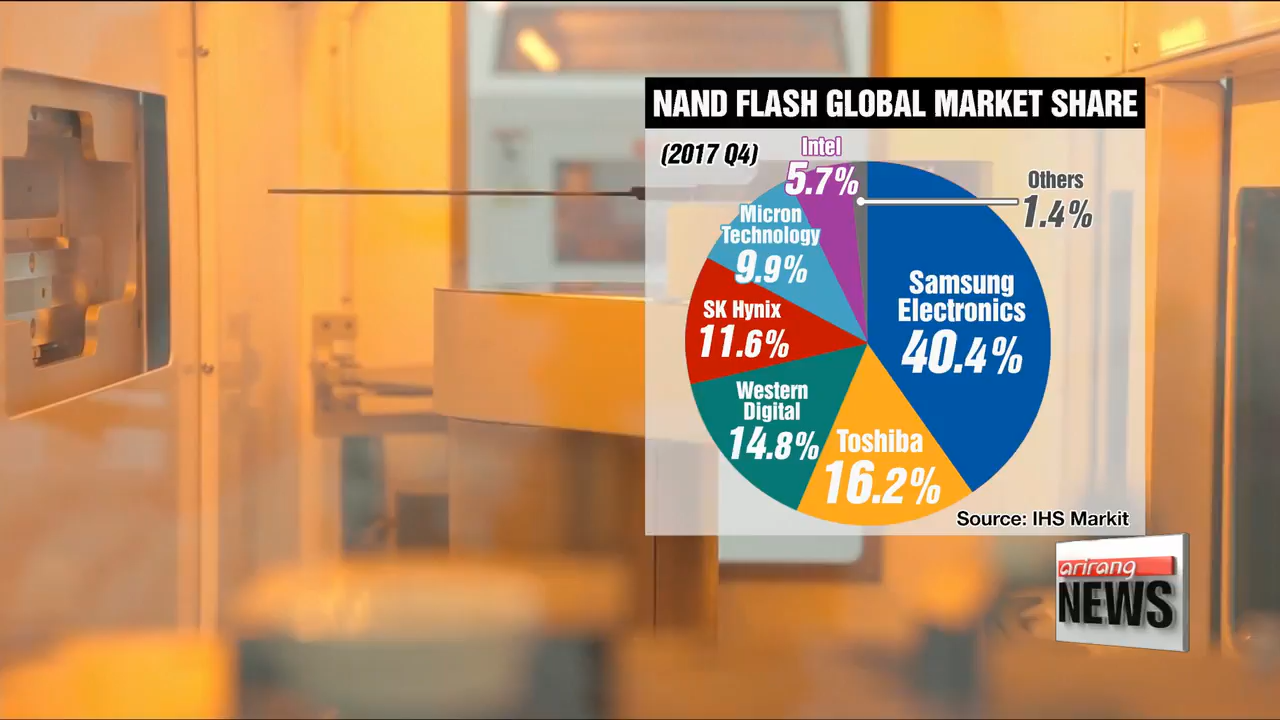 NAND FLASH GLOBAL MARKET SHARE
(2017 Q4)
Intel
5.7%
Others
1.4%
Micron
Technology
9.9%
Samsung
Electronics
40.4%
SK Hynix
11.6%
Western
Digital
14.8%
Toshiba
16.2%
Source: IHS Markit
arirang
NEWS